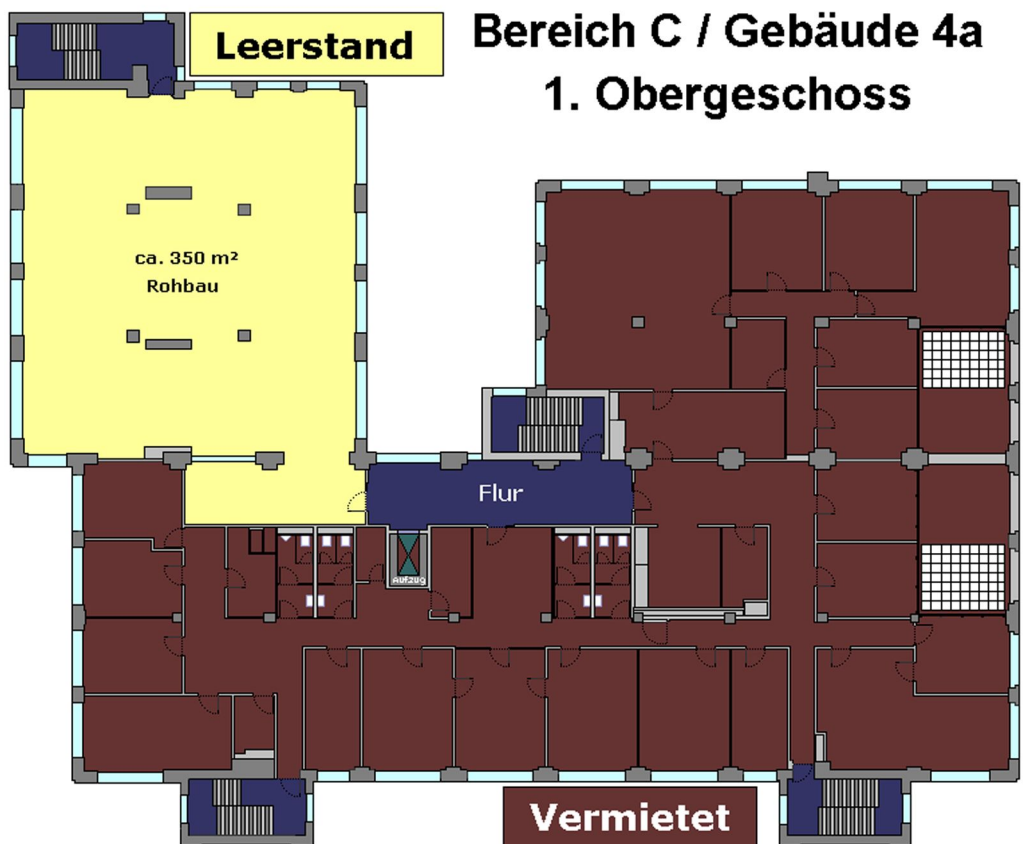 Leerstand
Bereich C / Gebäude 4a
1. Obergeschoss
ca. 350 m²
Rohbau
Flur
Aufzug
Vermietet